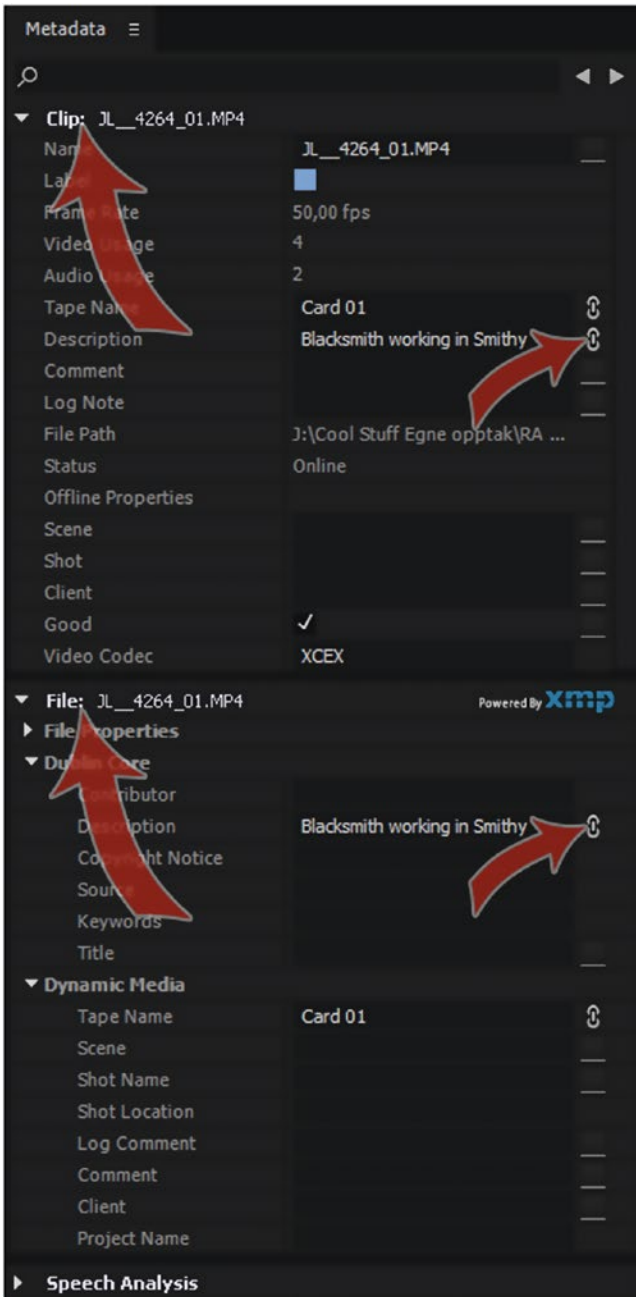 Metadata
Clip: JL__4264_01.MP4
Name JL__4264_01.MP4
Label
Frame Rate 50,00 fps
Video Usage 4
Audio Usage 2
Tape Name Card 01
Description Blacksmith working in Smithy
Comment
Log Note
File Path J:\Cool Stuff Egne opptak\RA ...
Status Online
Offline Properties
Scene
Shot
Client
Good
Video Codec XCEX
File: JL__4264_01.MP4 Powered By xmp
File Properties
Dublin Core
Contributor
Description Blacksmith working in Smithy
Copyright Notice
Source
Keywords
Title
Dynamic Media
Tape Name Card 01
Scene
Shot Name
Shot Location
Log Comment
Comment
Client
Project Name
Speech Analysis